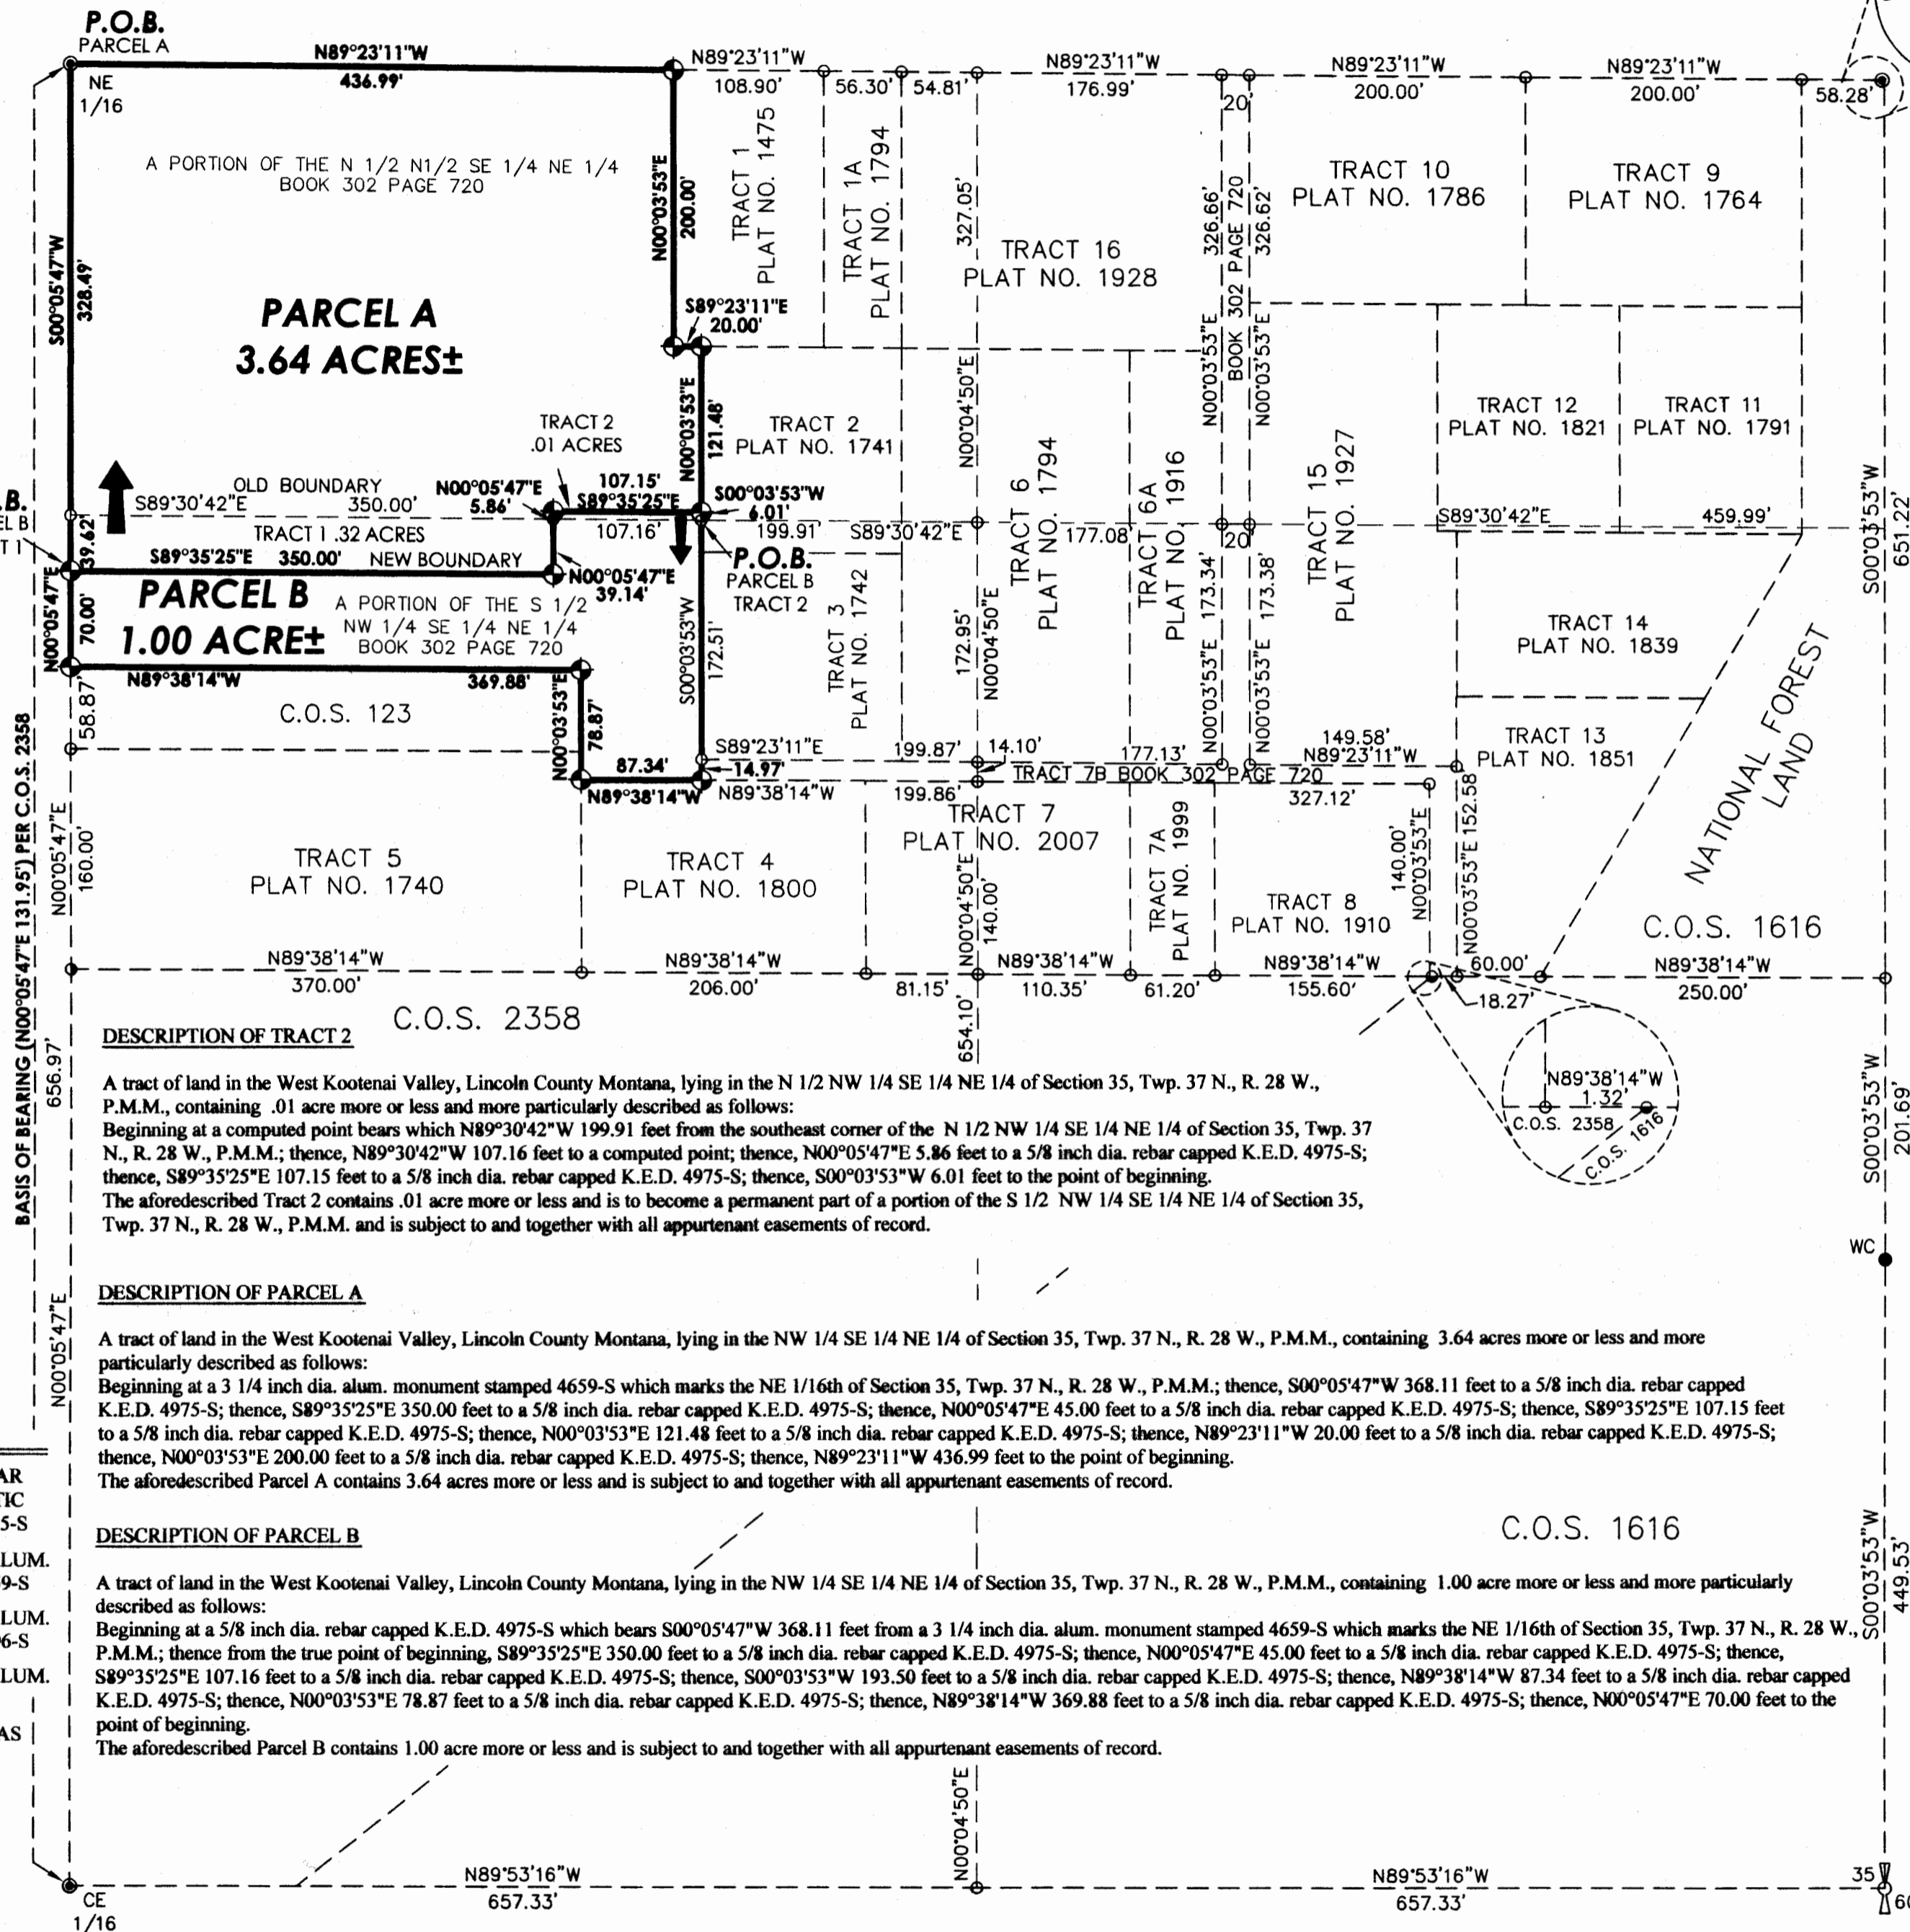 P.O.B.
PARCEL A
N89°23'11"W
436.99'
NE
1/16
N89°23'11"W
108.90'
56.30'
54.81'
N89°23'11"W
176.99'
20'
N89°23'11"W
200.00'
N89°23'11"W
200.00'
58.28'
A PORTION OF THE N 1/2 N1/2 SE 1/4 NE 1/4
BOOK 302 PAGE 720
S00°05'47"W
328.49'
PARCEL A
3.64 ACRES±
N00°03'53"E
200.00'
S89°23'11"E
20.00'
TRACT 1
PLAT NO. 1475
TRACT 1A
PLAT NO. 1794
327.05'
N00°04'50"E
TRACT 16
PLAT NO. 1928
326.66'
N00°03'53"E
BOOK 302 PAGE 720
326.62'
N00°03'53"E
TRACT 10
PLAT NO. 1786
TRACT 9
PLAT NO. 1764
TRACT 12
PLAT NO. 1821
TRACT 11
PLAT NO. 1791
TRACT 2
.01 ACRES
N00°03'53"E
121.48'
TRACT 2
PLAT NO. 1741
TRACT 6
PLAT NO. 1794
TRACT 6A
PLAT NO. 1916
TRACT 15
PLAT NO. 1927
S00°03'53"W
651.22'
OLD BOUNDARY
S89°30'42"E
350.00'
N00°05'47"E
5.86'
107.15'
S89°35'25"E
S00°03'53"W
6.01'
107.16'
199.91
S89°30'42"E
177.08'
20'
S89°30'42"E
459.99'
.B.
EL B
T 1
39.62'
TRACT 1 .32 ACRES
S89°35'25"E 350.00' NEW BOUNDARY
N00°05'47"E
39.14'
P.O.B.
PARCEL B
TRACT 2
N00°05'47"E
70.00'
PARCEL B
1.00 ACRE±
A PORTION OF THE S 1/2
NW 1/4 SE 1/4 NE 1/4
BOOK 302 PAGE 720
S00°03'53"W
172.51'
TRACT 3
PLAT NO. 1742
172.95'
N00°04'50"E
N00°03'53"E 173.34'
N00°03'53"E 173.38'
TRACT 14
PLAT NO. 1839
N89°38'14"W
369.88'
C.O.S. 123
58.87'
N00°03'53"E
78.87'
87.34'
N89°38'14"W
S89°23'11"E
199.87'
14.97'
14.10'
177.13'
149.58'
N89°23'11"W
TRACT 7B BOOK 302 PAGE 720
N89°38'14"W
199.86'
327.12'
TRACT 13
PLAT NO. 1851
NATIONAL FOREST
LAND
BASIS OF BEARING (N00°05'47"E 131.95') PER C.O.S. 2358
N00°05'47"E
160.00'
TRACT 5
PLAT NO. 1740
TRACT 4
PLAT NO. 1800
TRACT 7
PLAT NO. 2007
N00°04'50"E
140.00'
TRACT 7A
PLAT NO. 1999
TRACT 8
PLAT NO. 1910
140.00'
N00°03'53"E
N00°03'53"E 152.58
C.O.S. 1616
N89°38'14"W
370.00'
N89°38'14"W
206.00'
81.15'
N89°38'14"W
110.35'
61.20'
N89°38'14"W
155.60'
60.00'
18.27'
N89°38'14"W
250.00'
C.O.S. 2358
654.10'
656.97'
N89°38'14"W
1.32'
C.O.S. 2358
C.O.S. 1616
S00°03'53"W
201.69'
WC
DESCRIPTION OF TRACT 2
A tract of land in the West Kootenai Valley, Lincoln County Montana, lying in the N 1/2 NW 1/4 SE 1/4 NE 1/4 of Section 35, Twp. 37 N., R. 28 W.,
P.M.M., containing .01 acre more or less and more particularly described as follows:
Beginning at a computed point bears which N89°30'42"W 199.91 feet from the southeast corner of the N 1/2 NW 1/4 SE 1/4 NE 1/4 of Section 35, Twp. 37
N., R. 28 W., P.M.M.; thence, N89°30'42"W 107.16 feet to a computed point; thence, N00°05'47"E 5.86 feet to a 5/8 inch dia. rebar capped K.E.D. 4975-S;
thence, S89°35'25"E 107.15 feet to a 5/8 inch dia. rebar capped K.E.D. 4975-S; thence, S00°03'53"W 6.01 feet to the point of beginning.
The aforedescribed Tract 2 contains .01 acre more or less and is to become a permanent part of a portion of the S 1/2 NW 1/4 SE 1/4 NE 1/4 of Section 35,
Twp. 37 N., R. 28 W., P.M.M. and is subject to and together with all appurtenant easements of record.
N00°05'47"E
DESCRIPTION OF PARCEL A
A tract of land in the West Kootenai Valley, Lincoln County Montana, lying in the NW 1/4 SE 1/4 NE 1/4 of Section 35, Twp. 37 N., R. 28 W., P.M.M., containing 3.64 acres more or less and more
particularly described as follows:
Beginning at a 3 1/4 inch dia. alum. monument stamped 4659-S which marks the NE 1/16th of Section 35, Twp. 37 N., R. 28 W., P.M.M.; thence, S00°05'47"W 368.11 feet to a 5/8 inch dia. rebar capped
K.E.D. 4975-S; thence, S89°35'25"E 350.00 feet to a 5/8 inch dia. rebar capped K.E.D. 4975-S; thence, N00°05'47"E 45.00 feet to a 5/8 inch dia. rebar capped K.E.D. 4975-S; thence, S89°35'25"E 107.15 feet
to a 5/8 inch dia. rebar capped K.E.D. 4975-S; thence, N00°03'53"E 121.48 feet to a 5/8 inch dia. rebar capped K.E.D. 4975-S; thence, N89°23'11"W 20.00 feet to a 5/8 inch dia. rebar capped K.E.D. 4975-S;
thence, N00°03'53"E 200.00 feet to a 5/8 inch dia. rebar capped K.E.D. 4975-S; thence, N89°23'11"W 436.99 feet to the point of beginning.
The aforedescribed Parcel A contains 3.64 acres more or less and is subject to and together with all appurtenant easements of record.
AR
TIC
5-S
LUM.
9-S
LUM.
6-S
LUM.
AS
DESCRIPTION OF PARCEL B
C.O.S. 1616
A tract of land in the West Kootenai Valley, Lincoln County Montana, lying in the NW 1/4 SE 1/4 NE 1/4 of Section 35, Twp. 37 N., R. 28 W., P.M.M., containing 1.00 acre more or less and more particularly
described as follows:
Beginning at a 5/8 inch dia. rebar capped K.E.D. 4975-S which bears S00°05'47"W 368.11 feet from a 3 1/4 inch dia. alum. monument stamped 4659-S which marks the NE 1/16th of Section 35, Twp. 37 N., R. 28 W.,
P.M.M.; thence from the true point of beginning, S89°35'25"E 350.00 feet to a 5/8 inch dia. rebar capped K.E.D. 4975-S; thence, N00°05'47"E 45.00 feet to a 5/8 inch dia. rebar capped K.E.D. 4975-S; thence,
S89°35'25"E 107.16 feet to a 5/8 inch dia. rebar capped K.E.D. 4975-S; thence, S00°03'53"W 193.50 feet to a 5/8 inch dia. rebar capped K.E.D. 4975-S; thence, N89°38'14"W 87.34 feet to a 5/8 inch dia. rebar capped
K.E.D. 4975-S; thence, N00°03'53"E 78.87 feet to a 5/8 inch dia. rebar capped K.E.D. 4975-S; thence, N89°38'14"W 369.88 feet to a 5/8 inch dia. rebar capped K.E.D. 4975-S; thence, N00°05'47"E 70.00 feet to the
point of beginning.
The aforedescribed Parcel B contains 1.00 acre more or less and is subject to and together with all appurtenant easements of record.
S00°03'53"W
449.53'
N00°04'50"E
CE
1/16
N89°53'16"W
657.33'
N89°53'16"W
657.33'
35